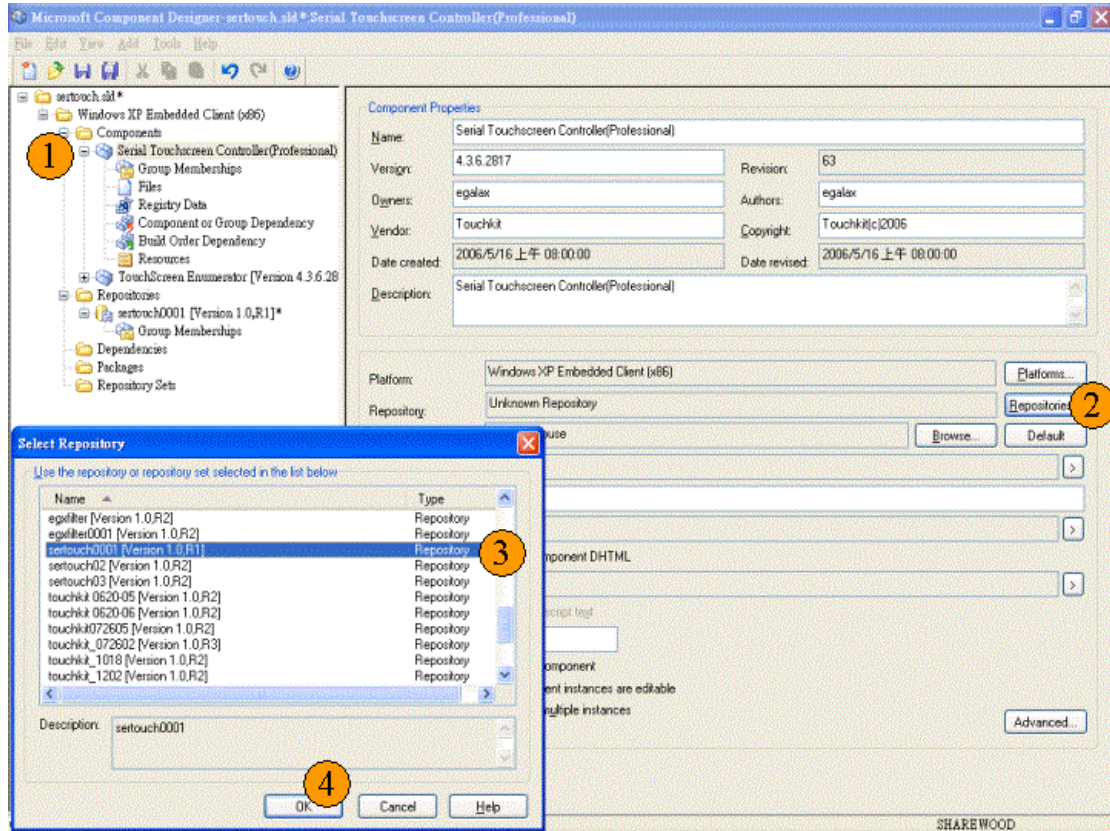 Microsoft Component Designer-sertouch.sld * Serial Touchscreen Controller(Professional)
File Edit View Add Tools Help
sertouch.sld *
Windows XP Embedded Client (x86)
Components
1
Serial Touchscreen Controller(Professional)
Group Memberships
Files
Registry Data
Component or Group Dependency
Build Order Dependency
Resources
TouchScreen Enumerator [Version 4.3.6.28
Repositories
sertouch0001 [Version 1.0,R1]*
Group Memberships
Dependencies
Packages
Repository Sets
Component Properties
Name: Serial Touchscreen Controller(Professional)
Version: 4.3.6.2817 Revision: 63
Owners: egalax Authors: egalax
Vendor: Touchkit Copyright: Touchkit(c)2006
Date created: 2006/5/16 上午 08:00:00 Date revised: 2006/5/16 上午 08:00:00
Description: Serial Touchscreen Controller(Professional)
Platform: Windows XP Embedded Client (x86) Platforms...
Repository: Unknown Repository Repositories 2
use Browse... Default
>
>
mponent DHTML
>
cript text
omponent
ent instances are editable
ultiple instances
Advanced...
Select Repository
Use the repository or repository set selected in the list below
Name Type
egxfilter [Version 1.0,R2] Repository
egxfilter0001 [Version 1.0,R2] Repository
sertouch0001 [Version 1.0,R1] Repository 3
sertouch02 [Version 1.0,R2] Repository
sertouch03 [Version 1.0,R2] Repository
touchkit 0620-05 [Version 1.0,R2] Repository
touchkit 0620-06 [Version 1.0,R2] Repository
touchkit072605 [Version 1.0,R2] Repository
touchkit_072602 [Version 1.0,R3] Repository
touchkit_1018 [Version 1.0,R2] Repository
touchkit_1202 [Version 1.0,R2] Repository
Description: sertouch0001
4
OK Cancel Help
SHAREWOOD